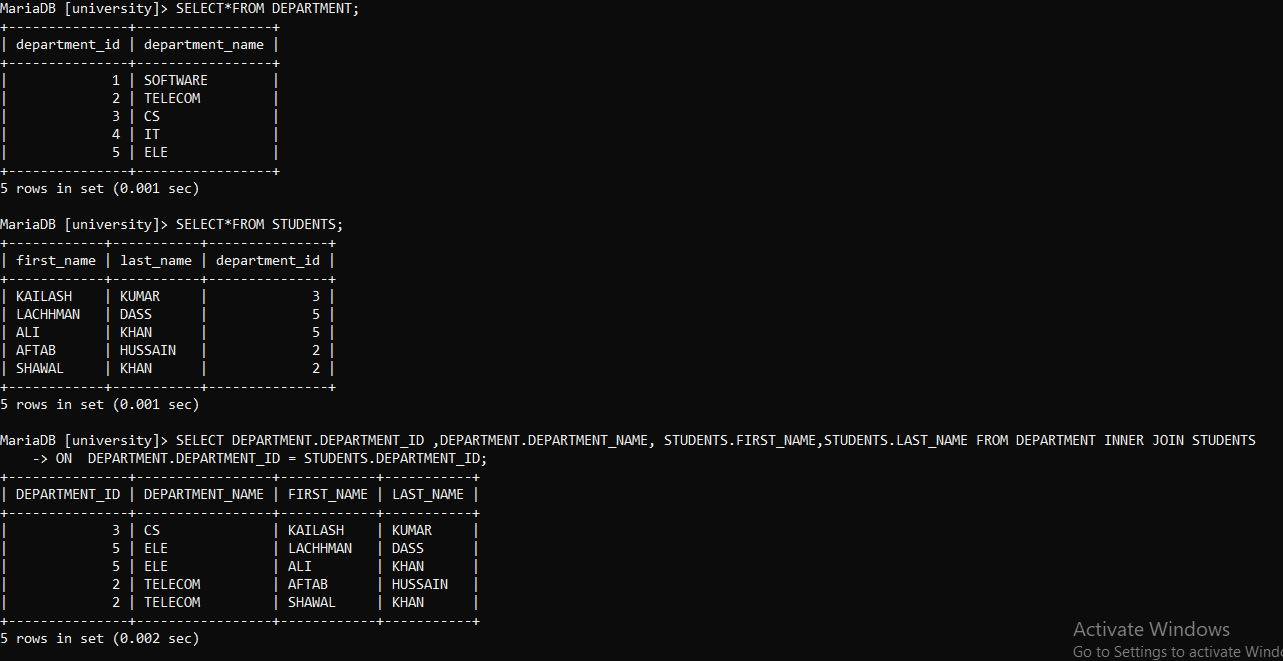 MariaDB [university]> SELECT*FROM DEPARTMENT;
+---------------+-----------------+
| department_id | department_name |
+---------------+-----------------+
|             1 | SOFTWARE        |
|             2 | TELECOM         |
|             3 | CS              |
|             4 | IT              |
|             5 | ELE             |
+---------------+-----------------+
5 rows in set (0.001 sec)

MariaDB [university]> SELECT*FROM STUDENTS;
+------------+-----------+---------------+
| first_name | last_name | department_id |
+------------+-----------+---------------+
| KAILASH    | KUMAR     |             3 |
| LACHHMAN   | DASS      |             5 |
| ALI        | KHAN      |             5 |
| AFTAB      | HUSSAIN   |             2 |
| SHAWAL     | KHAN      |             2 |
+------------+-----------+---------------+
5 rows in set (0.001 sec)

MariaDB [university]> SELECT DEPARTMENT.DEPARTMENT_ID ,DEPARTMENT.DEPARTMENT_NAME, STUDENTS.FIRST_NAME,STUDENTS.LAST_NAME FROM DEPARTMENT INNER JOIN STUDENTS
    -> ON  DEPARTMENT.DEPARTMENT_ID = STUDENTS.DEPARTMENT_ID;
+---------------+-----------------+------------+-----------+
| DEPARTMENT_ID | DEPARTMENT_NAME | FIRST_NAME | LAST_NAME |
+---------------+-----------------+------------+-----------+
|             3 | CS              | KAILASH    | KUMAR     |
|             5 | ELE             | LACHHMAN   | DASS      |
|             5 | ELE             | ALI        | KHAN      |
|             2 | TELECOM         | AFTAB      | HUSSAIN   |
|             2 | TELECOM         | SHAWAL     | KHAN      |
+---------------+-----------------+------------+-----------+
5 rows in set (0.002 sec)
Activate Windows
Go to Settings to activate Windo